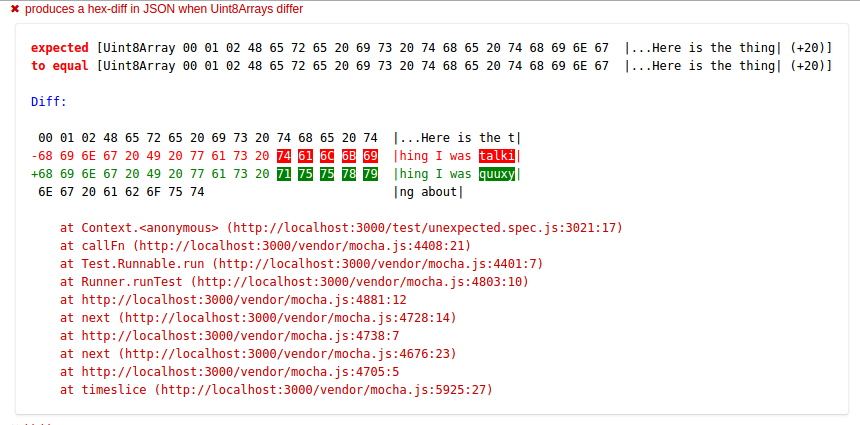 ✖ produces a hex-diff in JSON when Uint8Arrays differ
expected [Uint8Array 00 01 02 48 65 72 65 20 69 73 20 74 68 65 20 74 68 69 6E 67  |...Here is the thing| (+20)]
to equal [Uint8Array 00 01 02 48 65 72 65 20 69 73 20 74 68 65 20 74 68 69 6E 67  |...Here is the thing| (+20)]
Diff:
 00 01 02 48 65 72 65 20 69 73 20 74 68 65 20 74  |...Here is the t|
-68 69 6E 67 20 49 20 77 61 73 20 74 61 6C 6B 69  |hing I was talki|
+68 69 6E 67 20 49 20 77 61 73 20 71 75 75 78 79  |hing I was quuxy|
 6E 67 20 61 62 6F 75 74                          |ng about|
    at Context.<anonymous> (http://localhost:3000/test/unexpected.spec.js:3021:17)
    at callFn (http://localhost:3000/vendor/mocha.js:4408:21)
    at Test.Runnable.run (http://localhost:3000/vendor/mocha.js:4401:7)
    at Runner.runTest (http://localhost:3000/vendor/mocha.js:4803:10)
    at http://localhost:3000/vendor/mocha.js:4881:12
    at next (http://localhost:3000/vendor/mocha.js:4728:14)
    at http://localhost:3000/vendor/mocha.js:4738:7
    at next (http://localhost:3000/vendor/mocha.js:4676:23)
    at http://localhost:3000/vendor/mocha.js:4705:5
    at timeslice (http://localhost:3000/vendor/mocha.js:5925:27)